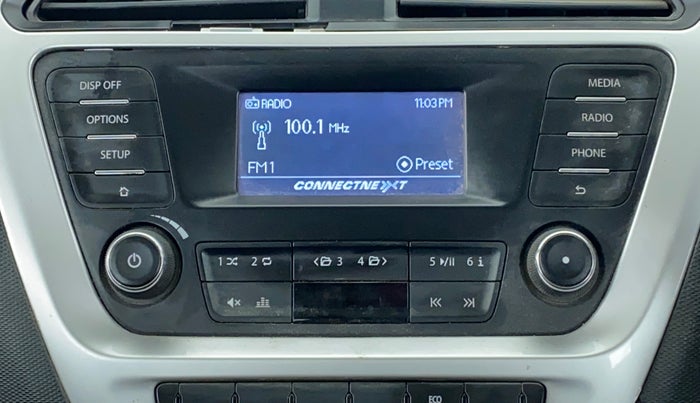 DISP OFF
OPTIONS
SETUP
RADIO 11:03 PM
100.1 MHz
FM1 Preset
CONNECTNEXT
MEDIA
RADIO
PHONE
1 2 3 4 5 6 i
ECO